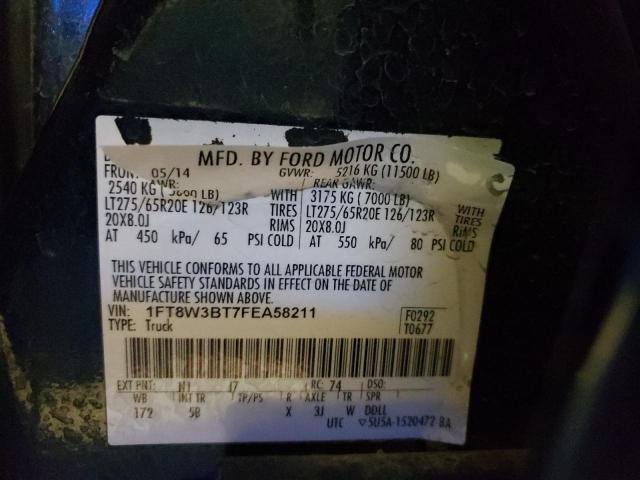 MFD. BY FORD MOTOR CO.
05/14 GVWR: 5216 KG (11500 LB)
2540 KG LB) WITH 3175 KG (7000 LB) WITH
LT275/65R20E 126/123R TIRES LT275/65R20E 126/123R TIRES
20X8.0J RIMS 20X8.0J RIMS
AT 450 kPa/ 65 PSI COLD AT 550 kPa/ 80 PSI COLD
THIS VEHICLE CONFORMS TO ALL APPLICABLE FEDERAL MOTOR
VEHICLE SAFETY STANDARDS IN EFFECT ON THE DATE OF
MANUFACTURE SHOWN ABOVE.
VIN: 1FT8W3BT7FEA58211 F0292
TYPE: Truck T0677
EXT PNT: N1 RC: 74 DSO:
WB INT TR TP/PS R AXLE TR SPR
172 5B X 3J W DDLL
UTC ▽5U5A-1520472-BA